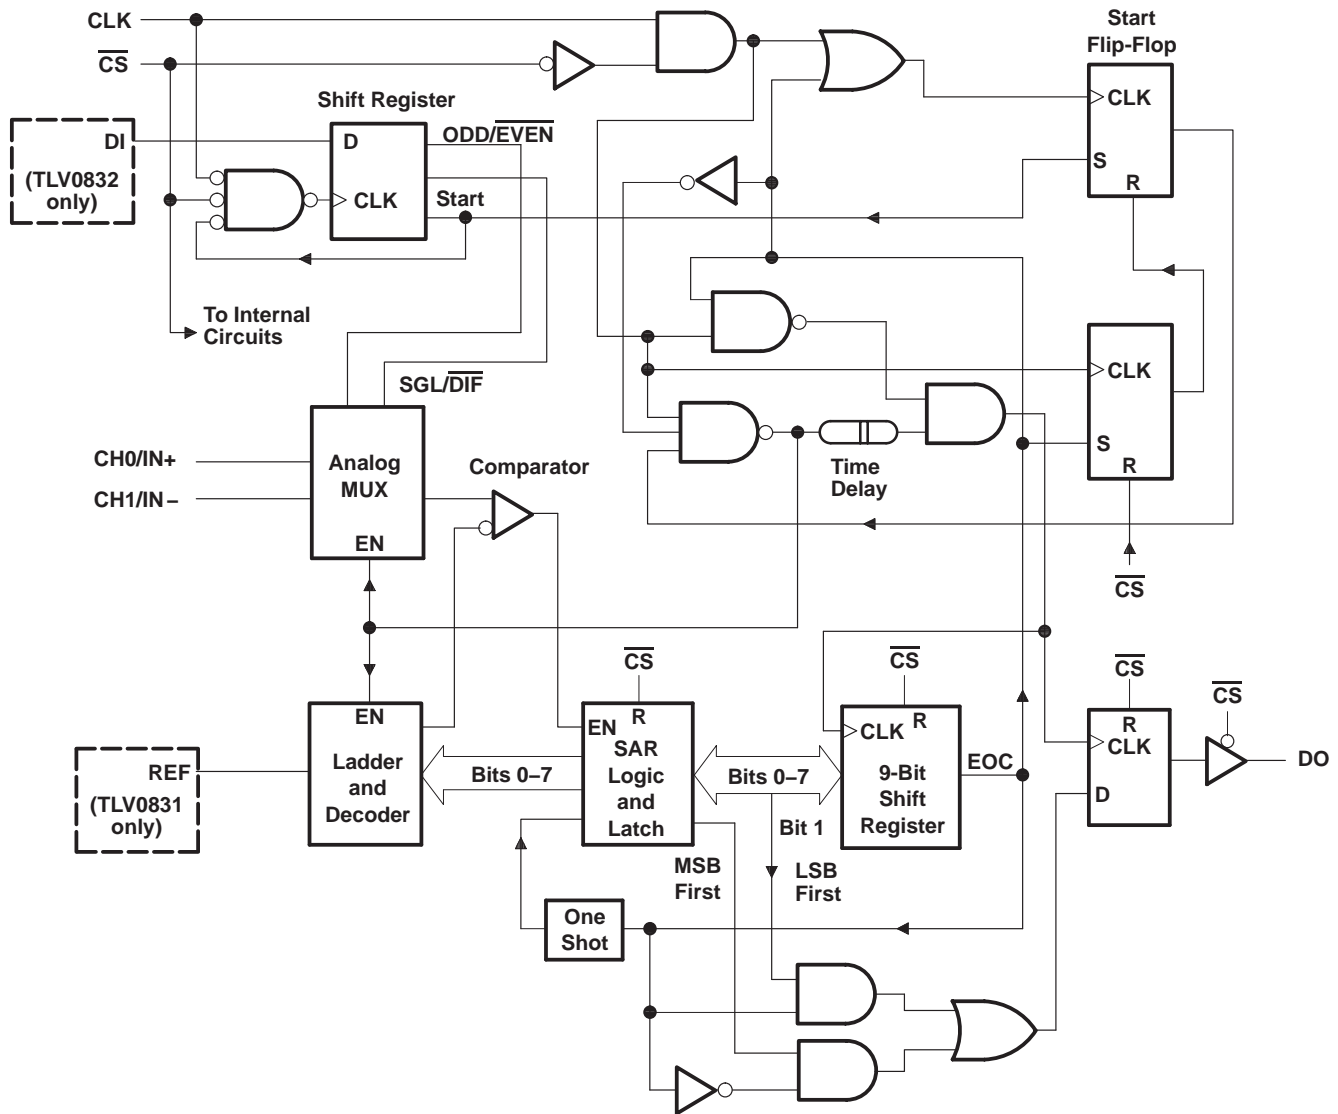 CLK
CS
Start
Flip-Flop
Shift Register
DI
(TLV0832
only)
D
CLK
ODD/EVEN
Start
CLK
S
R
To Internal
Circuits
SGL/DIF
CLK
S
R
CS
CH0/IN+
CH1/IN–
Analog
MUX
EN
Comparator
Time
Delay
REF
(TLV0831
only)
EN
Ladder
and
Decoder
Bits 0–7
CS
R
EN
SAR
Logic
and
Latch
Bits 0–7
CS
R
CLK
9-Bit
Shift
Register
EOC
CS
R
CLK
D
CS
DO
Bit 1
MSB
First
LSB
First
One
Shot